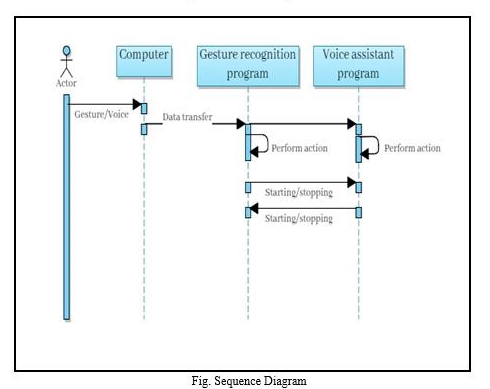 Computer
Gesture recognition
program
Voice assistant
program
Actor
Gesture/Voice
Data transfer
Perform action
Perform action
Starting/stopping
Starting/stopping
Fig. Sequence Diagram